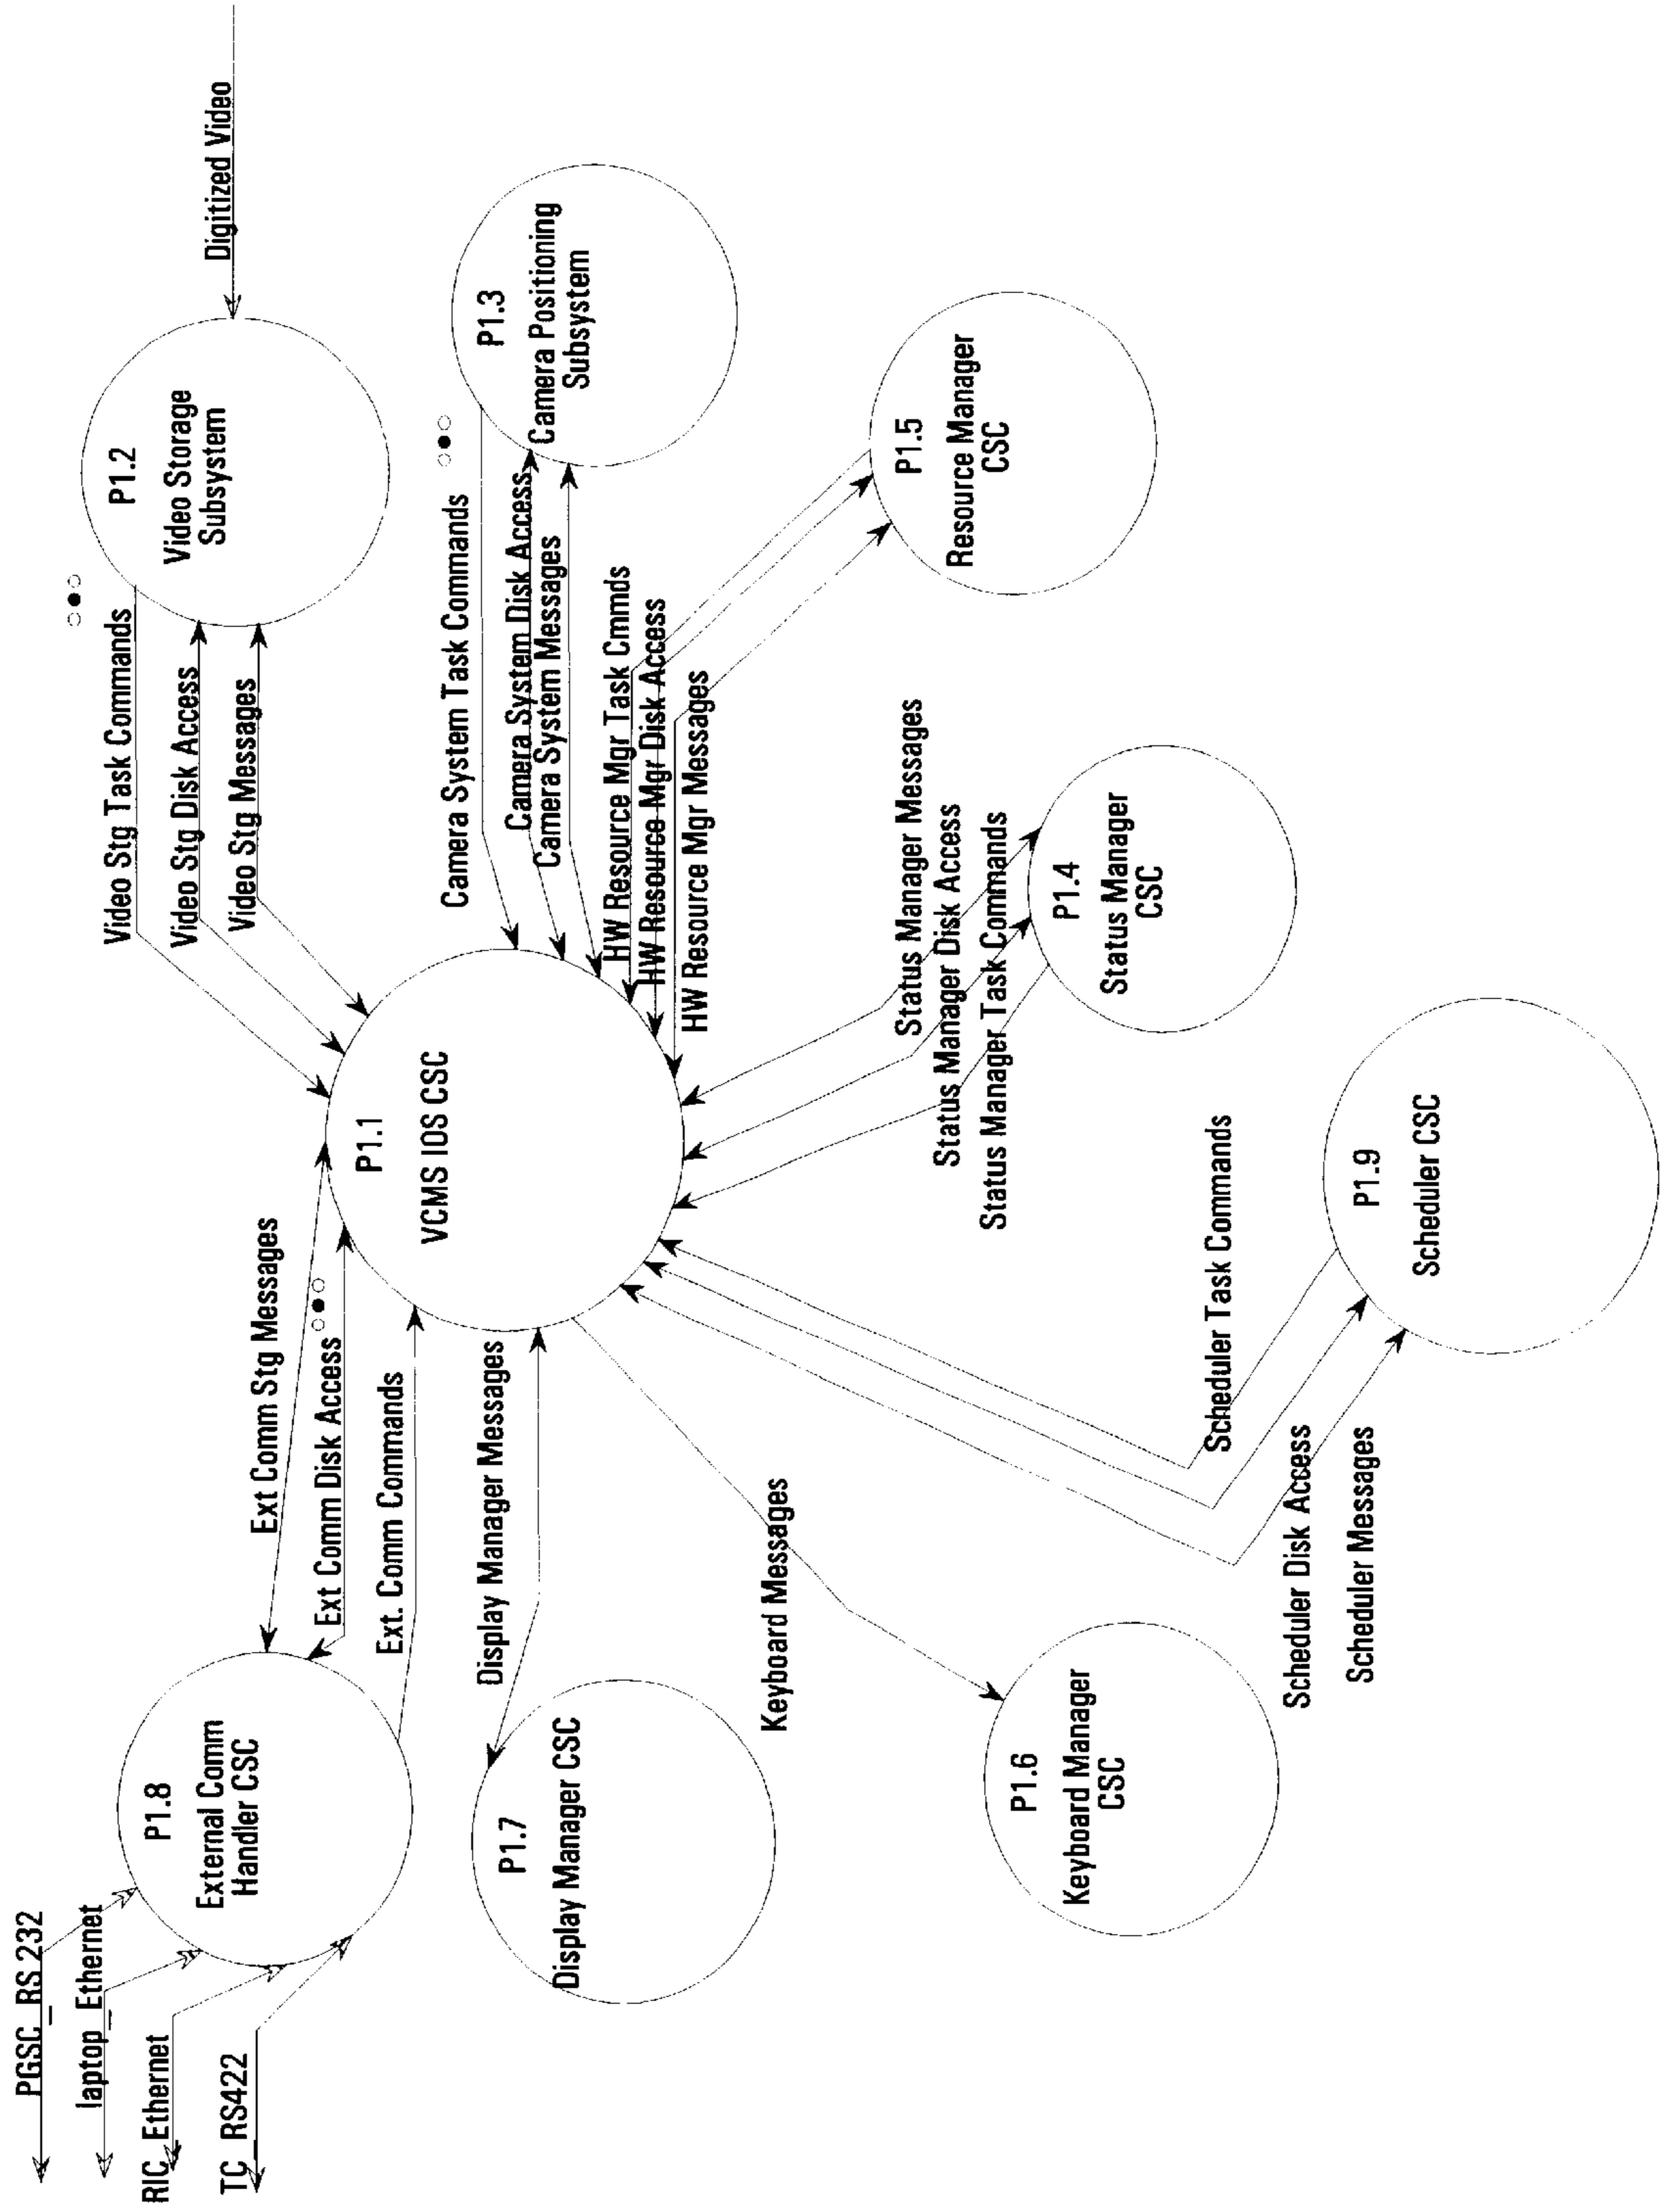 PGSC_RS 232
laptop_Ethernet
RIC_Ethernet
TC_RS422
P1.8
External Comm
Handler CSC
Ext Comm Stg Messages
Ext Comm Disk Access
Ext. Comm Commands
P1.7
Display Manager CSC
Display Manager Messages
P1.6
Keyboard Manager
CSC
Keyboard Messages
P1.1
VCMS IOS CSC
Video Stg Task Commands
Video Stg Disk Access
Video Stg Messages
P1.2
Video Storage
Subsystem
Digitized Video
Camera System Task Commands
Camera System Disk Access
Camera System Messages
P1.3
Camera Positioning
Subsystem
HW Resource Mgr Task Cmmds
HW Resource Mgr Disk Access
HW Resource Mgr Messages
P1.5
Resource Manager
CSC
Status Manager Messages
Status Manager Disk Access
Status Manager Task Commands
P1.4
Status Manager
CSC
Scheduler Task Commands
Scheduler Disk Access
Scheduler Messages
P1.9
Scheduler CSC